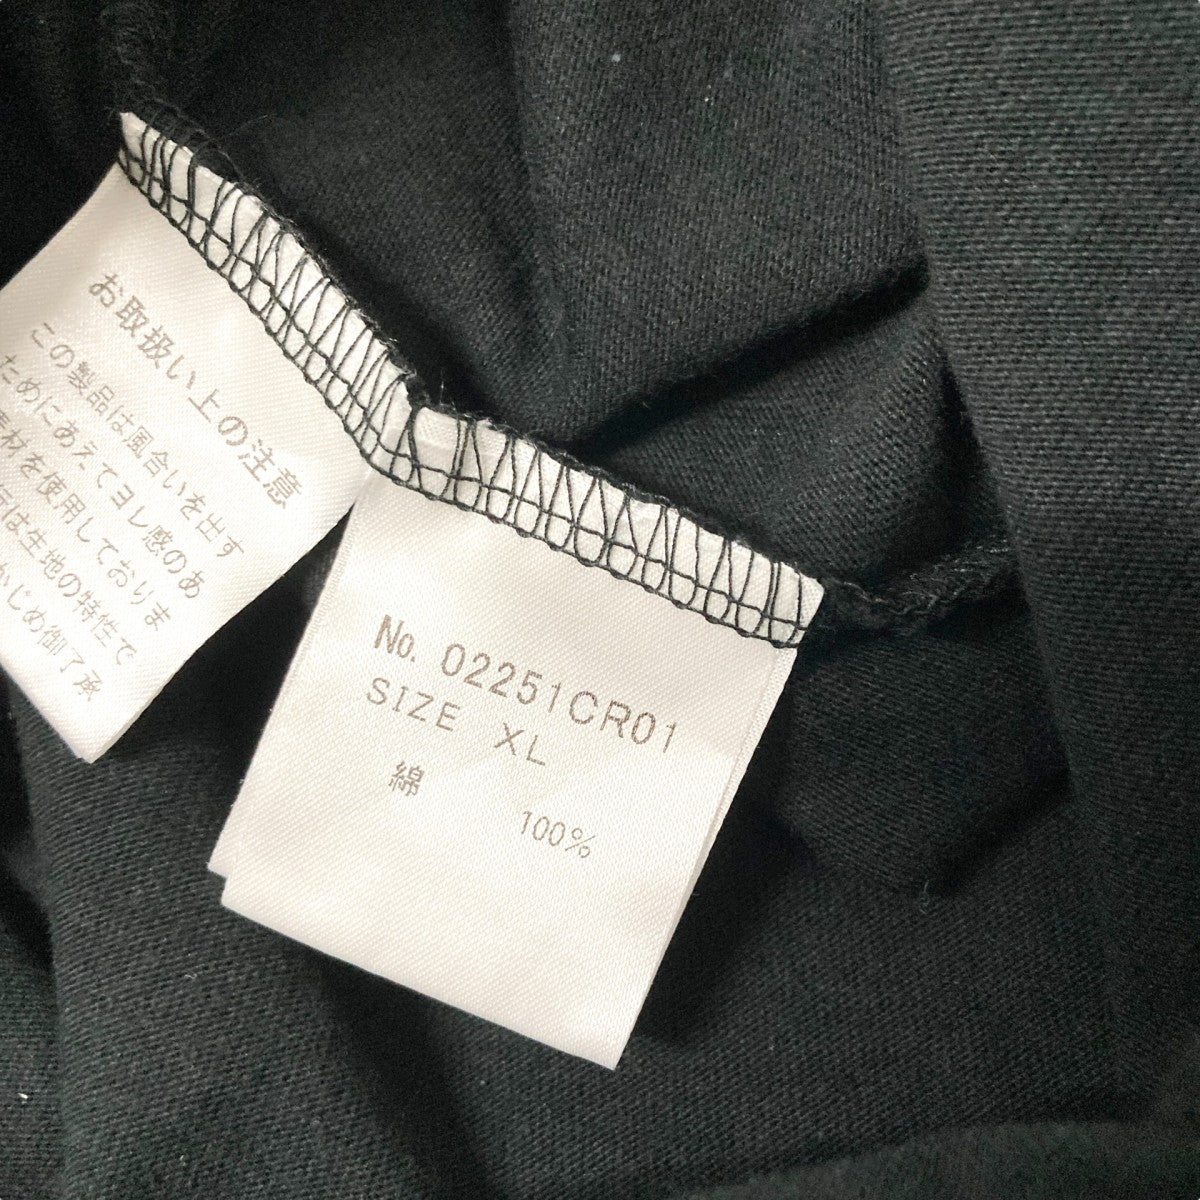 お取扱い上の注意
この製品は風合いを出す
ためにあえてヨレ感のあ
素材を使用しておりま
は生地の特性で
かじめ御了承
No. 02251CR01
SIZE XL
綿 100%